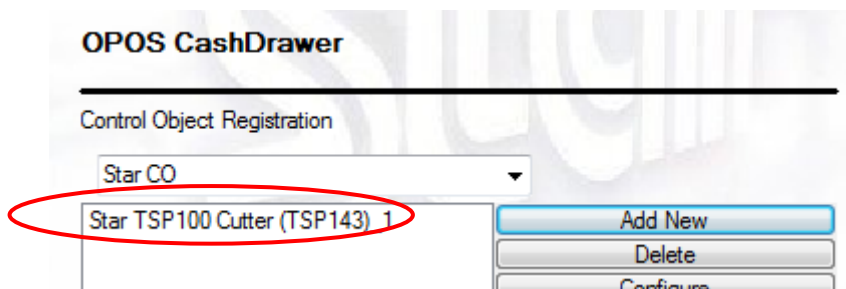 OPOS CashDrawer
Control Object Registration
Star CO
Star TSP100 Cutter (TSP143)_1
Add New
Delete
Configure